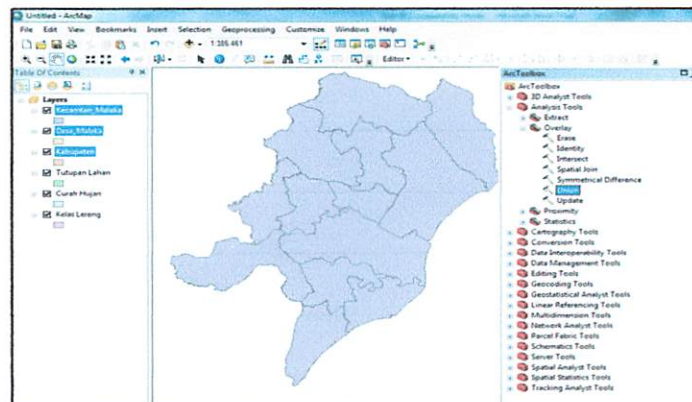 Untitled - ArcMap
File Edit View Bookmarks Insert Selection Geoprocessing Customize Windows Help
1:386.461
Editor
Table Of Contents
Layers
Kecamtan_Malaka
Desa_Malaka
Kabupaten
Tutupan Lahan
Curah Hujan
Kelas Lereng
ArcToolbox
ArcToolbox
3D Analyst Tools
Analysis Tools
Extract
Overlay
Erase
Identity
Intersect
Spatial Join
Symmetrical Difference
Union
Update
Proximity
Statistics
Cartography Tools
Conversion Tools
Data Interoperability Tools
Data Management Tools
Editing Tools
Geocoding Tools
Geostatistical Analyst Tools
Linear Referencing Tools
Multidimension Tools
Network Analyst Tools
Parcel Fabric Tools
Schematics Tools
Server Tools
Spatial Analyst Tools
Spatial Statistics Tools
Tracking Analyst Tools